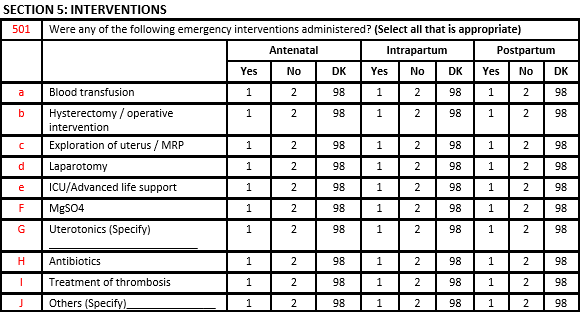 SECTION 5: INTERVENTIONS
501 Were any of the following emergency interventions administered? (Select all that is appropriate)
Antenatal Intrapartum Postpartum
Yes No DK Yes No DK Yes No DK
a Blood transfusion 1 2 98 1 2 98 1 2 98
b Hysterectomy / operative 1 2 98 1 2 98 1 2 98
intervention
c Exploration of uterus / MRP 1 2 98 1 2 98 1 2 98
d Laparotomy 1 2 98 1 2 98 1 2 98
e ICU/Advanced life support 1 2 98 1 2 98 1 2 98
F MgSO4 1 2 98 1 2 98 1 2 98
G Uterotonics (Specify) 1 2 98 1 2 98 1 2 98
H Antibiotics 1 2 98 1 2 98 1 2 98
I Treatment of thrombosis 1 2 98 1 2 98 1 2 98
J Others (Specify) 1 2 98 1 2 98 1 2 98